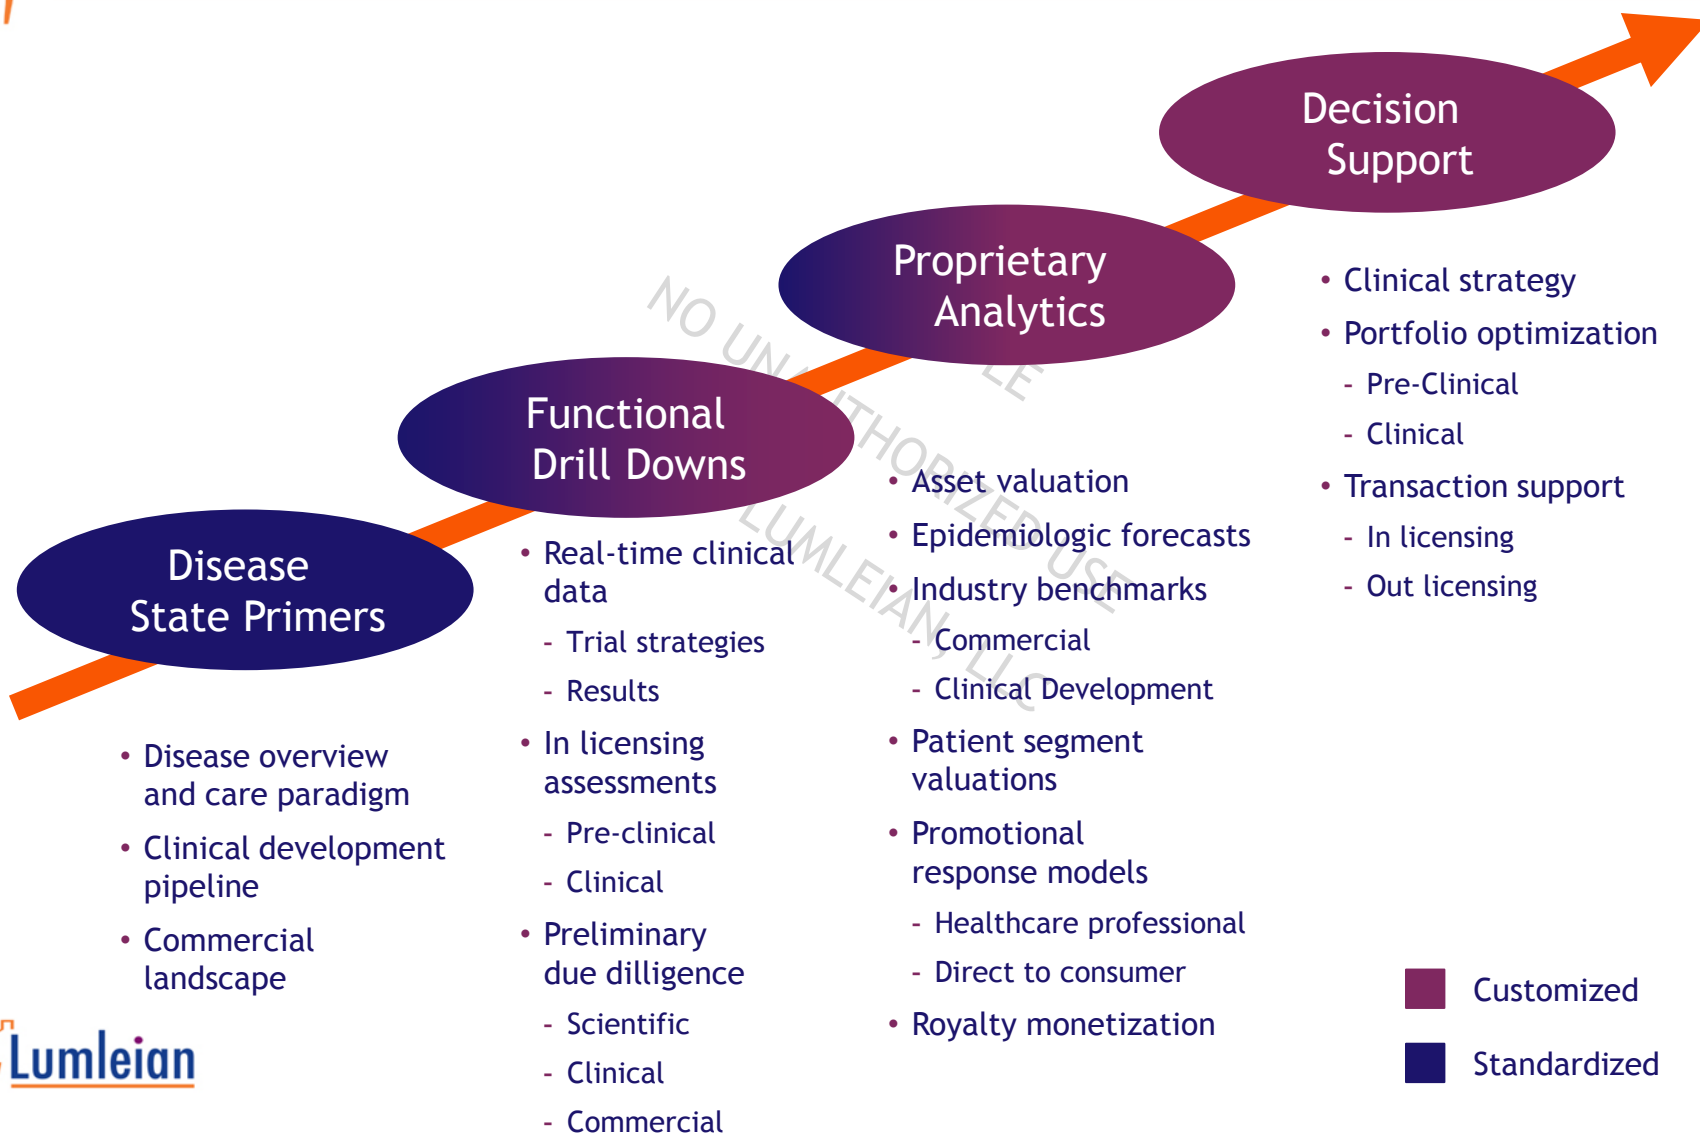 Decision
Support
Proprietary
Analytics
Functional
Drill Downs
Disease
State Primers
• Disease overview
and care paradigm
• Clinical development
pipeline
• Commercial
landscape
• Real-time clinical
data
- Trial strategies
- Results
• In licensing
assessments
- Pre-clinical
- Clinical
• Preliminary
due dilligence
- Scientific
- Clinical
- Commercial
• Asset valuation
• Epidemiologic forecasts
• Industry benchmarks
- Commercial
- Clinical Development
• Patient segment
valuations
• Promotional
response models
- Healthcare professional
- Direct to consumer
• Royalty monetization
• Clinical strategy
• Portfolio optimization
- Pre-Clinical
- Clinical
• Transaction support
- In licensing
- Out licensing
Customized
Standardized
Lumleian
NO UNAUTHORIZED USE
LUMLEIAN, LLC